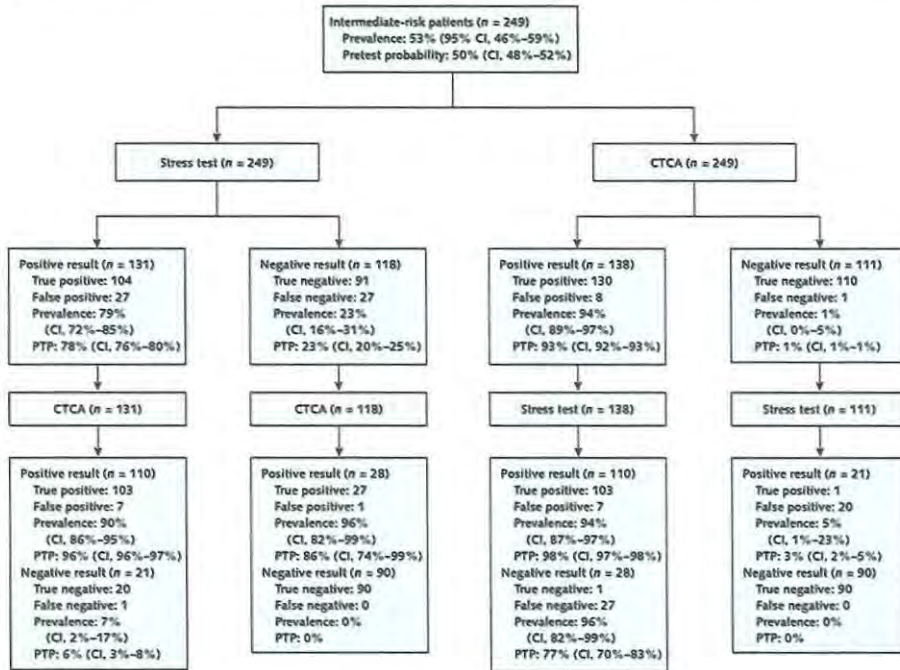 Intermediate-risk patients (n = 249)
Prevalence: 53% (95% CI, 46%–59%)
Pretest probability: 50% (CI, 48%–52%)
Stress test (n = 249)
CTCA (n = 249)
Positive result (n = 131)
True positive: 104
False positive: 27
Prevalence: 79%
(CI, 72%–85%)
PTP: 78% (CI, 76%–80%)
Negative result (n = 118)
True negative: 91
False negative: 27
Prevalence: 23%
(CI, 16%–31%)
PTP: 23% (CI, 20%–25%)
Positive result (n = 138)
True positive: 130
False positive: 8
Prevalence: 94%
(CI, 89%–97%)
PTP: 93% (CI, 92%–93%)
Negative result (n = 111)
True negative: 110
False negative: 1
Prevalence: 1%
(CI, 0%–5%)
PTP: 1% (CI, 1%–1%)
CTCA (n = 131)
CTCA (n = 118)
Stress test (n = 138)
Stress test (n = 111)
Positive result (n = 110)
True positive: 103
False positive: 7
Prevalence: 90%
(CI, 86%–95%)
PTP: 96% (CI, 96%–97%)
Negative result (n = 21)
True negative: 20
False negative: 1
Prevalence: 7%
(CI, 2%–17%)
PTP: 6% (CI, 3%–8%)
Positive result (n = 28)
True positive: 27
False positive: 1
Prevalence: 96%
(CI, 82%–99%)
PTP: 86% (CI, 74%–99%)
Negative result (n = 90)
True negative: 90
False negative: 0
Prevalence: 0%
PTP: 0%
Positive result (n = 110)
True positive: 103
False positive: 7
Prevalence: 94%
(CI, 87%–97%)
PTP: 98% (CI, 97%–98%)
Negative result (n = 28)
True negative: 1
False negative: 27
Prevalence: 96%
(CI, 82%–99%)
PTP: 77% (CI, 70%–83%)
Positive result (n = 21)
True positive: 1
False positive: 20
Prevalence: 5%
(CI, 1%–23%)
PTP: 3% (CI, 2%–5%)
Negative result (n = 90)
True negative: 90
False negative: 0
Prevalence: 0%
PTP: 0%